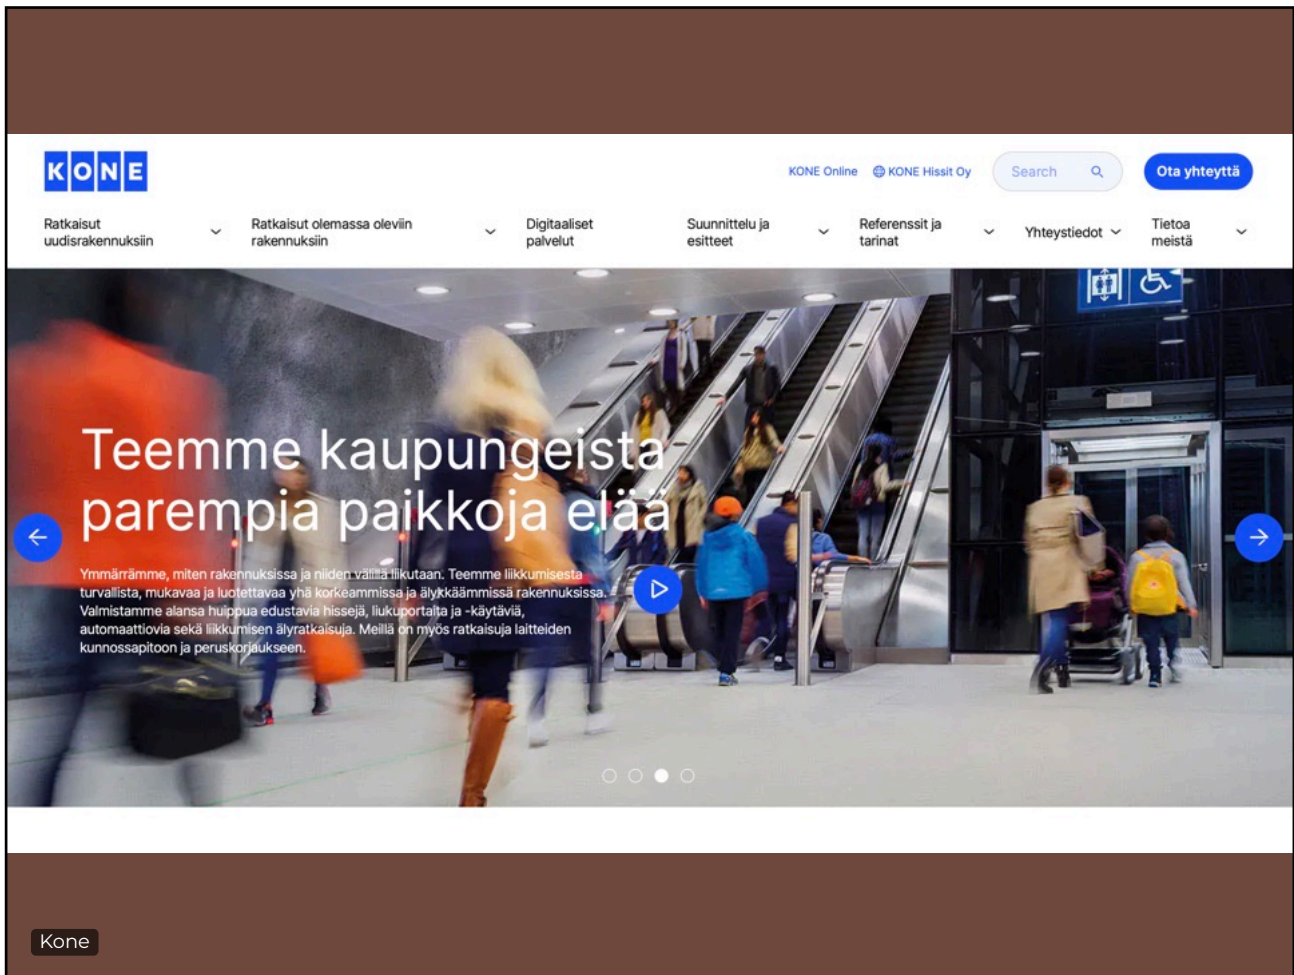 KONE
KONE Online
KONE Hissit Oy
Search
Ota yhteyttä
Ratkaisut
uudisrakennuksiin
Ratkaisut olemassa oleviin
rakennuksiin
Digitaaliset
palvelut
Suunnittelu ja
esitteet
Referenssit ja
tarinat
Yhteystiedot
Tietoa
meistä
Teemme kaupungeista
parempia paikkoja elää
Ymmärrämme, miten rakennuksissa ja niiden välillä liikutaan. Teemme liikkumisesta
turvallista, mukavaa ja luotettavaa yhä korkeammissa ja älykkäämmissä rakennuksissa.
Valmistamme alansa huippua edustavia hissejä, liukuportaita ja -käytäviä,
automaattiovia sekä liikkumisen älyratkaisuja. Meillä on myös ratkaisuja laitteiden
kunnossapitoon ja peruskorjaukseen.
Kone